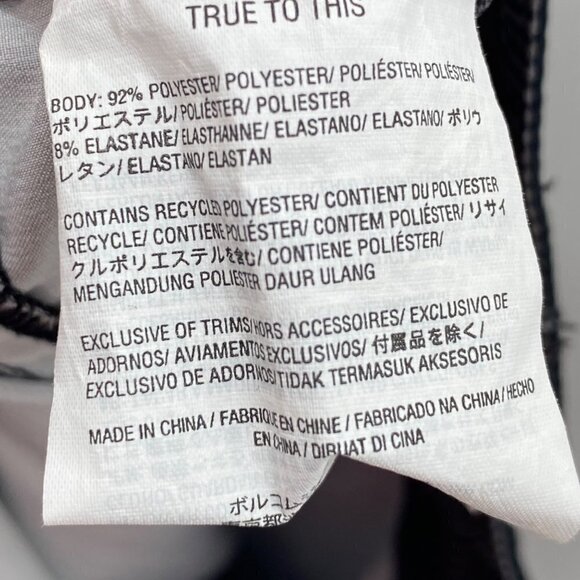 TRUE TO THIS
BODY: 92% POLYESTER/ POLYESTER/ POLIÉSTER/ POLIÉSTER/
ポリエステル/ POLIÉSTER/ POLIESTER
8% ELASTANE/ ELASTHANNE/ ELASTANO/ ELASTANO/ ポリウ
レタン/ ELASTANO/ ELASTAN
CONTAINS RECYCLED POLYESTER/ CONTIENT DU POLYESTER
RECYCLE/ CONTIENE POLIÉSTER/ CONTEM POLIÉSTER/ リサイ
クルポリエステルを含む/ CONTIENE POLIÉSTER/
MENGANDUNG POLIESTER DAUR ULANG
EXCLUSIVE OF TRIMS/ HORS ACCESSOIRES/ EXCLUSIVO DE
ADORNOS/ AVIAMENTOS EXCLUSIVOS/ 付属品を除く/
EXCLUSIVO DE ADORNOS/TIDAK TERMASUK AKSESORIS
MADE IN CHINA / FABRIQUE EN CHINE / FABRICADO NA CHINA / HECHO
EN CHINA / DIBUAT DI CINA
ボルコム